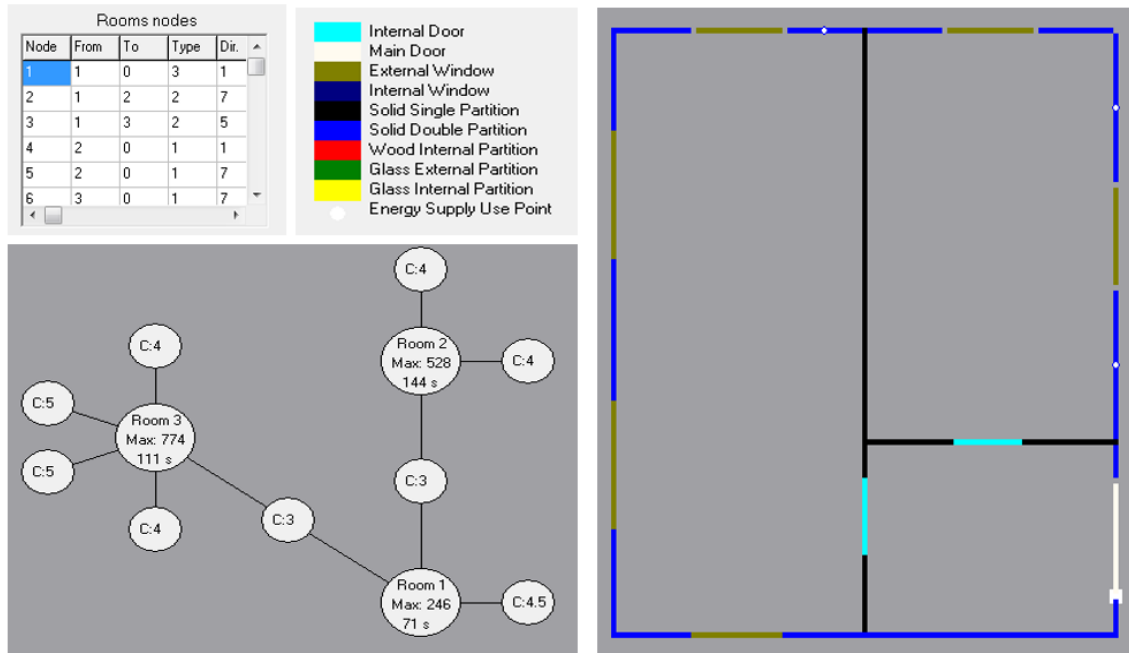 Rooms nodes
Node From To Type Dir.
1 1 0 3 1
2 1 2 2 7
3 1 3 2 5
4 2 0 1 1
5 2 0 1 7
6 3 0 1 7
Internal Door
Main Door
External Window
Internal Window
Solid Single Partition
Solid Double Partition
Wood Internal Partition
Glass External Partition
Glass Internal Partition
Energy Supply Use Point
C:4
Room 2
Max: 528
144 s
C:4
C:4
C:5
Room 3
Max: 774
111 s
C:5
C:4
C:3
C:3
Room 1
Max: 246
71 s
C:4.5